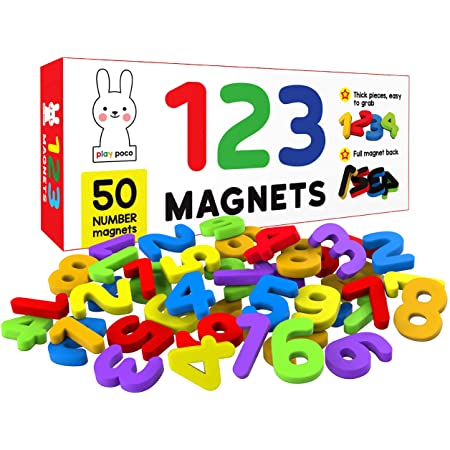 123
MAGNETS
play poco
50
NUMBER
magnets
123
MAGNETS
Thick pieces, easy
to grab
1234
Full magnet back